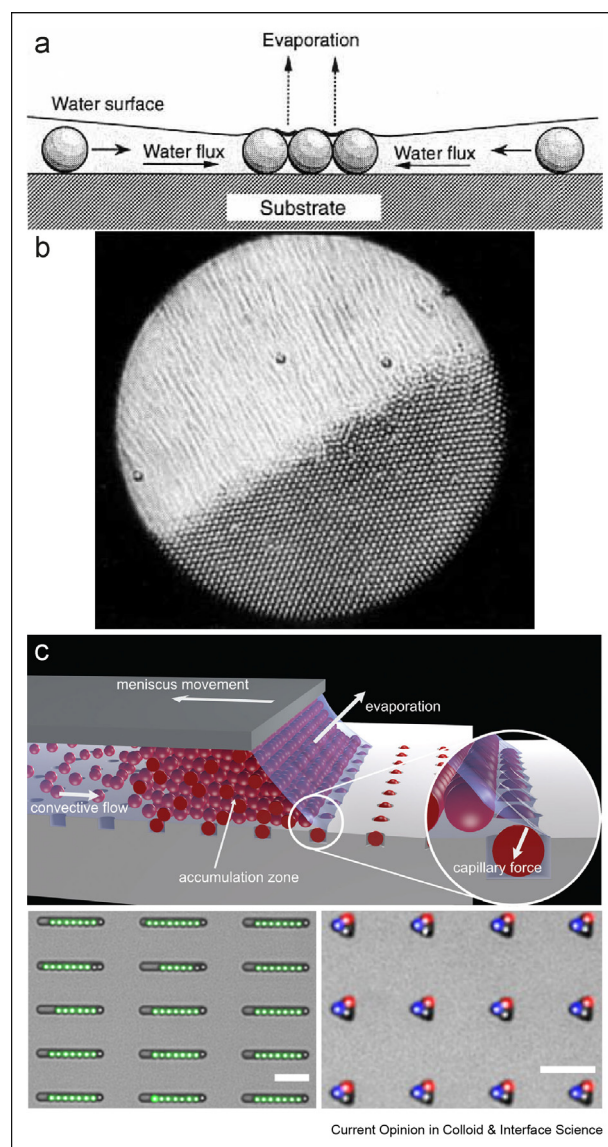 a
Evaporation
Water surface
Water flux
Water flux
Substrate
b
c
meniscus movement
evaporation
convective flow
accumulation zone
capillary force
Current Opinion in Colloid & Interface Science